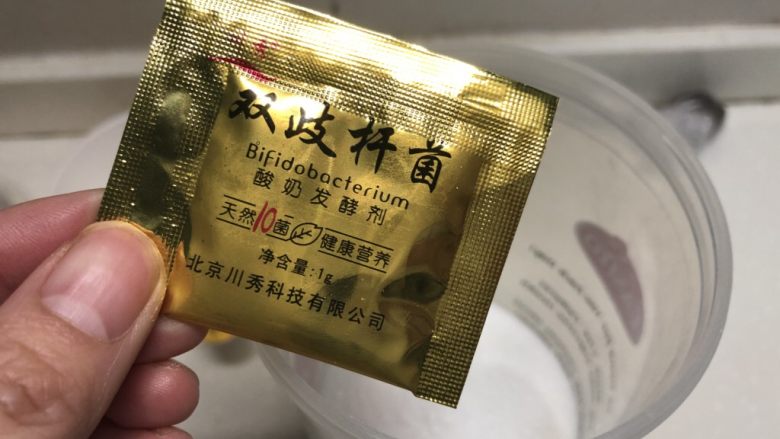 双歧杆菌
Bifidobacterium
酸奶发酵剂
天然10菌 健康营养
净含量:1g
北京川秀科技有限公司